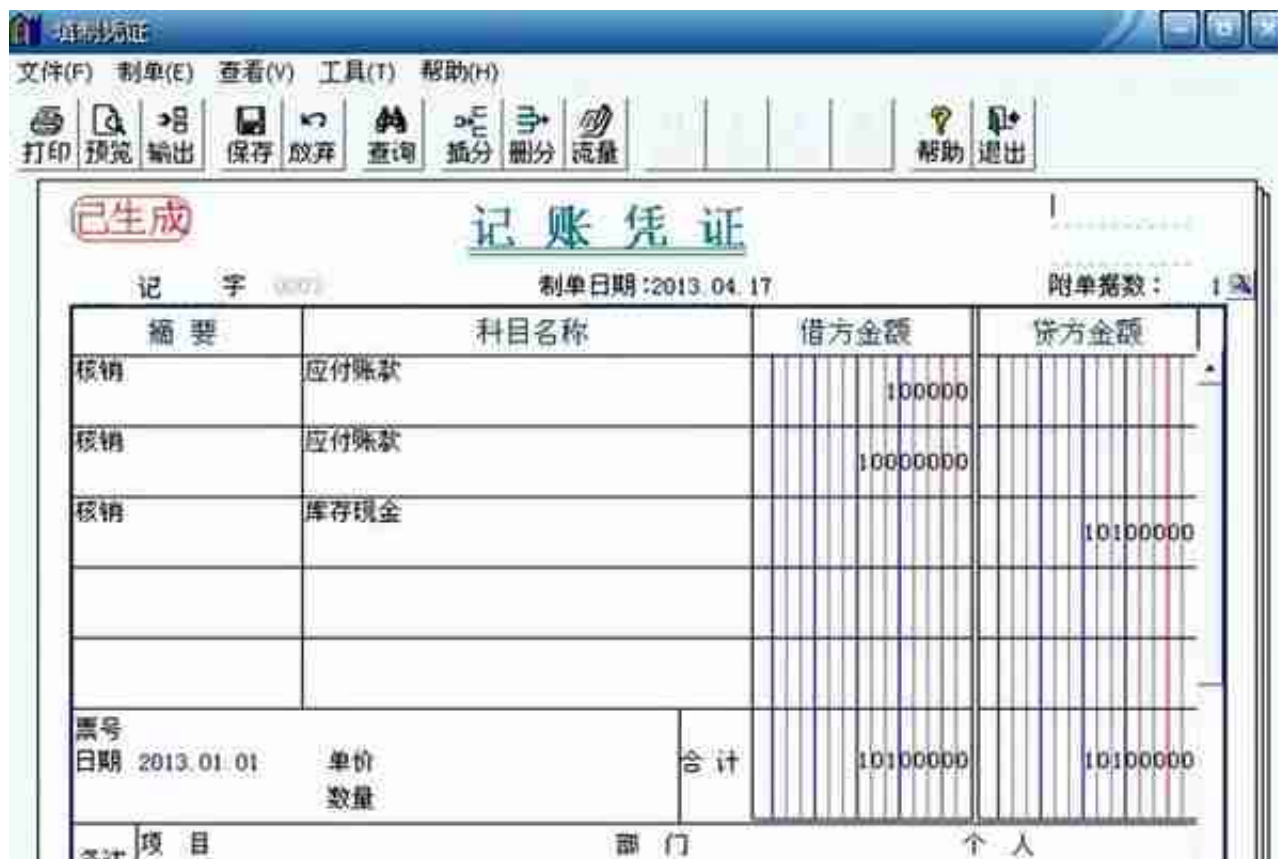 填制凭证
文件(F) 制单(E) 查看(V) 工具(T) 帮助(H)
打印 预览 输出 保存 放弃 查询 插分 删分 流量 帮助 退出
已生成
记 账 凭 证
记 字 制单日期:2013.04.17 附单据数: 1
摘 要 科目名称 借方金额 贷方金额
核销 应付账款 100000
核销 应付账款 10000000
核销 库存现金 10100000
票号
日期 2013.01.01 单价 合 计 10100000 10100000
数量
项 目 部 门 个 人